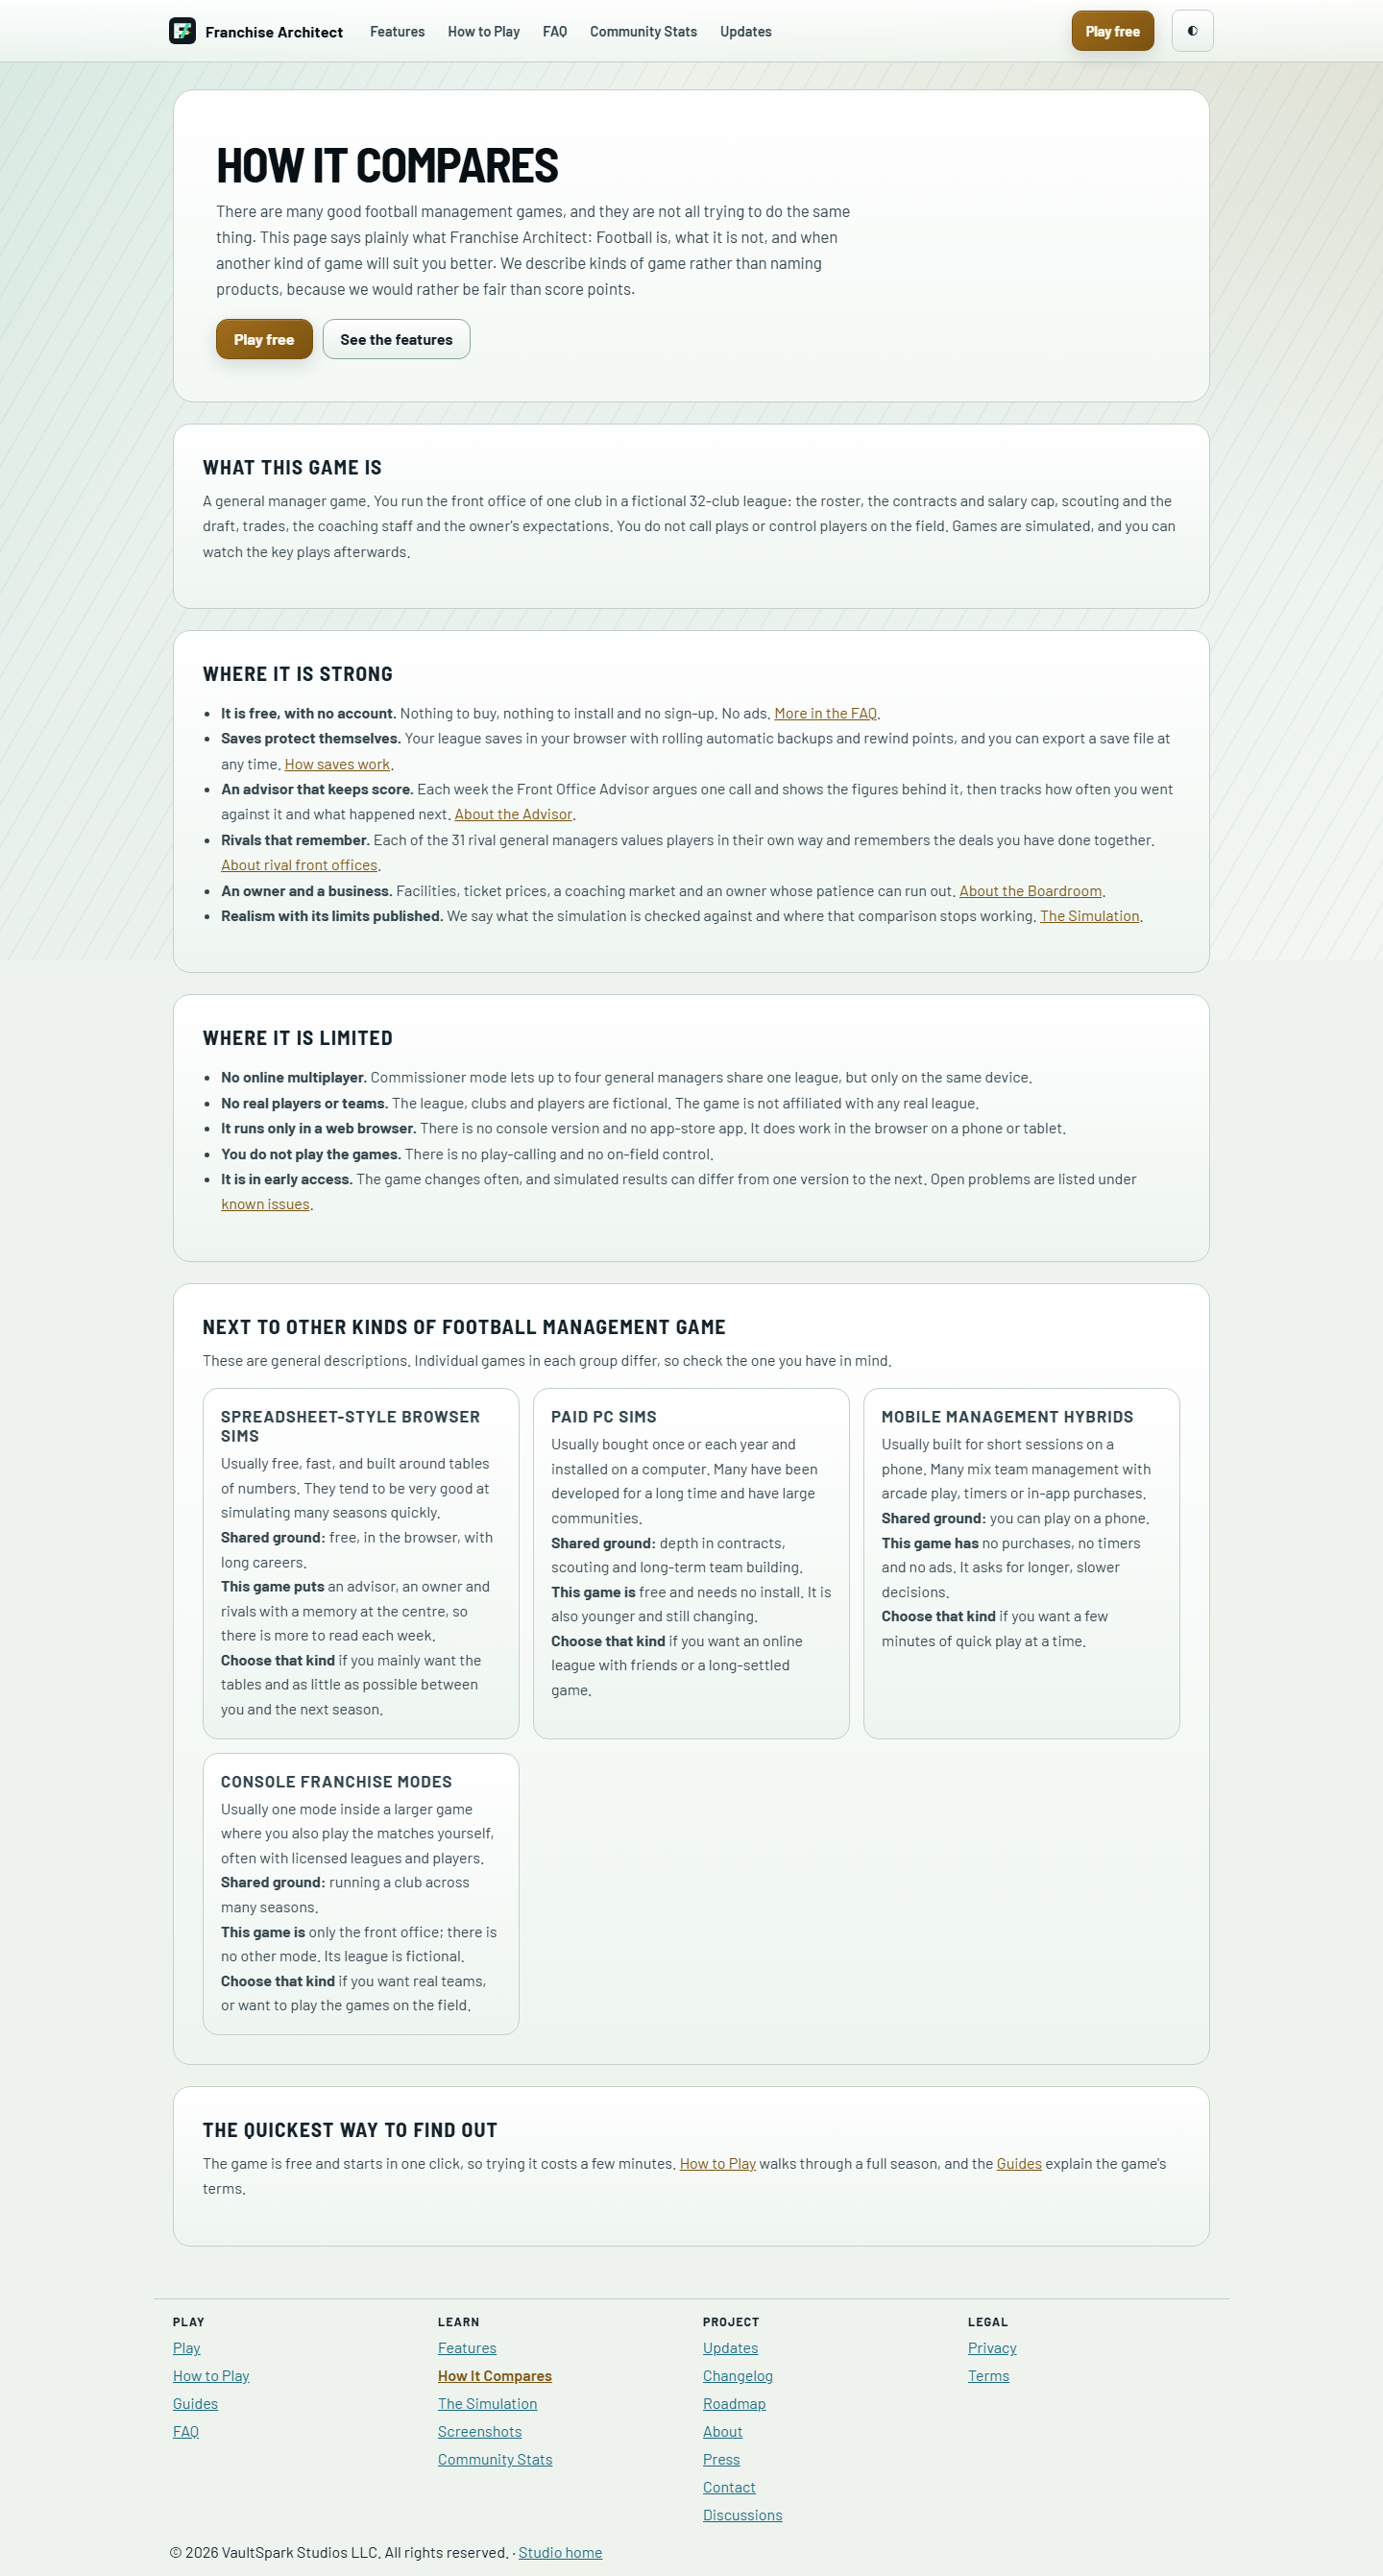 Franchise Architect
Features
How to Play
FAQ
Community Stats
Updates
Play free
HOW IT COMPARES
There are many good football management games, and they are not all trying to do the same
thing. This page says plainly what Franchise Architect: Football is, what it is not, and when
another kind of game will suit you better. We describe kinds of game rather than naming
products, because we would rather be fair than score points.
Play free
See the features
WHAT THIS GAME IS
A general manager game. You run the front office of one club in a fictional 32-club league: the roster, the contracts and salary cap, scouting and the
draft, trades, the coaching staff and the owner's expectations. You do not call plays or control players on the field. Games are simulated, and you can
watch the key plays afterwards.
WHERE IT IS STRONG
• It is free, with no account. Nothing to buy, nothing to install and no sign-up. No ads. More in the FAQ.
• Saves protect themselves. Your league saves in your browser with rolling automatic backups and rewind points, and you can export a save file at
any time. How saves work.
• An advisor that keeps score. Each week the Front Office Advisor argues one call and shows the figures behind it, then tracks how often you went
against it and what happened next. About the Advisor.
• Rivals that remember. Each of the 31 rival general managers values players in their own way and remembers the deals you have done together.
About rival front offices.
• An owner and a business. Facilities, ticket prices, a coaching market and an owner whose patience can run out. About the Boardroom.
• Realism with its limits published. We say what the simulation is checked against and where that comparison stops working. The Simulation.
WHERE IT IS LIMITED
• No online multiplayer. Commissioner mode lets up to four general managers share one league, but only on the same device.
• No real players or teams. The league, clubs and players are fictional. The game is not affiliated with any real league.
• It runs only in a web browser. There is no console version and no app-store app. It does work in the browser on a phone or tablet.
• You do not play the games. There is no play-calling and no on-field control.
• It is in early access. The game changes often, and simulated results can differ from one version to the next. Open problems are listed under
known issues.
NEXT TO OTHER KINDS OF FOOTBALL MANAGEMENT GAME
These are general descriptions. Individual games in each group differ, so check the one you have in mind.
SPREADSHEET-STYLE BROWSER
SIMS
Usually free, fast, and built around tables
of numbers. They tend to be very good at
simulating many seasons quickly.
Shared ground: free, in the browser, with
long careers.
This game puts an advisor, an owner and
rivals with a memory at the centre, so
there is more to read each week.
Choose that kind if you mainly want the
tables and as little as possible between
you and the next season.
PAID PC SIMS
Usually bought once or each year and
installed on a computer. Many have been
developed for a long time and have large
communities.
Shared ground: depth in contracts,
scouting and long-term team building.
This game is free and needs no install. It is
also younger and still changing.
Choose that kind if you want an online
league with friends or a long-settled
game.
MOBILE MANAGEMENT HYBRIDS
Usually built for short sessions on a
phone. Many mix team management with
arcade play, timers or in-app purchases.
Shared ground: you can play on a phone.
This game has no purchases, no timers
and no ads. It asks for longer, slower
decisions.
Choose that kind if you want a few
minutes of quick play at a time.
CONSOLE FRANCHISE MODES
Usually one mode inside a larger game
where you also play the matches yourself,
often with licensed leagues and players.
Shared ground: running a club across
many seasons.
This game is only the front office; there is
no other mode. Its league is fictional.
Choose that kind if you want real teams,
or want to play the games on the field.
THE QUICKEST WAY TO FIND OUT
The game is free and starts in one click, so trying it costs a few minutes. How to Play walks through a full season, and the Guides explain the game's
terms.
PLAY
Play
How to Play
Guides
FAQ
LEARN
Features
How It Compares
The Simulation
Screenshots
Community Stats
PROJECT
Updates
Changelog
Roadmap
About
Press
Contact
Discussions
LEGAL
Privacy
Terms
© 2026 VaultSpark Studios LLC. All rights reserved. · Studio home